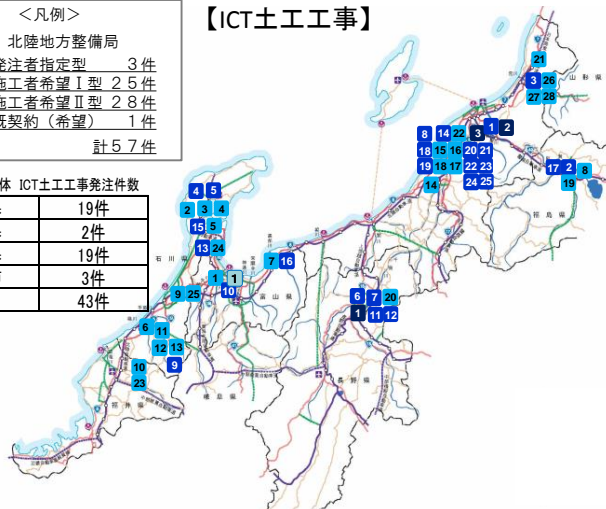 【ICT土工工事】
＜凡例＞
北陸地方整備局
発注者指定型 3件
施工者希望Ⅰ型 25件
施工者希望Ⅱ型 28件
既契約（希望） 1件
計57件
体 ICT土工工事発注件数
19件
2件
19件
3件
43件
21
3 26
27 28
山形県
8 14 22 3 1 2
18 15 16 20 21
19 18 17 22 23
14 24 25
17 2 8
19
福島県
4 5
2 3 4
15 5
13 24
石川県
7 16
1 1
10
9 25
富山県
6 7 20
1 11 12
6 11
12 13
9
10
23
長野県
岐阜県
福井県